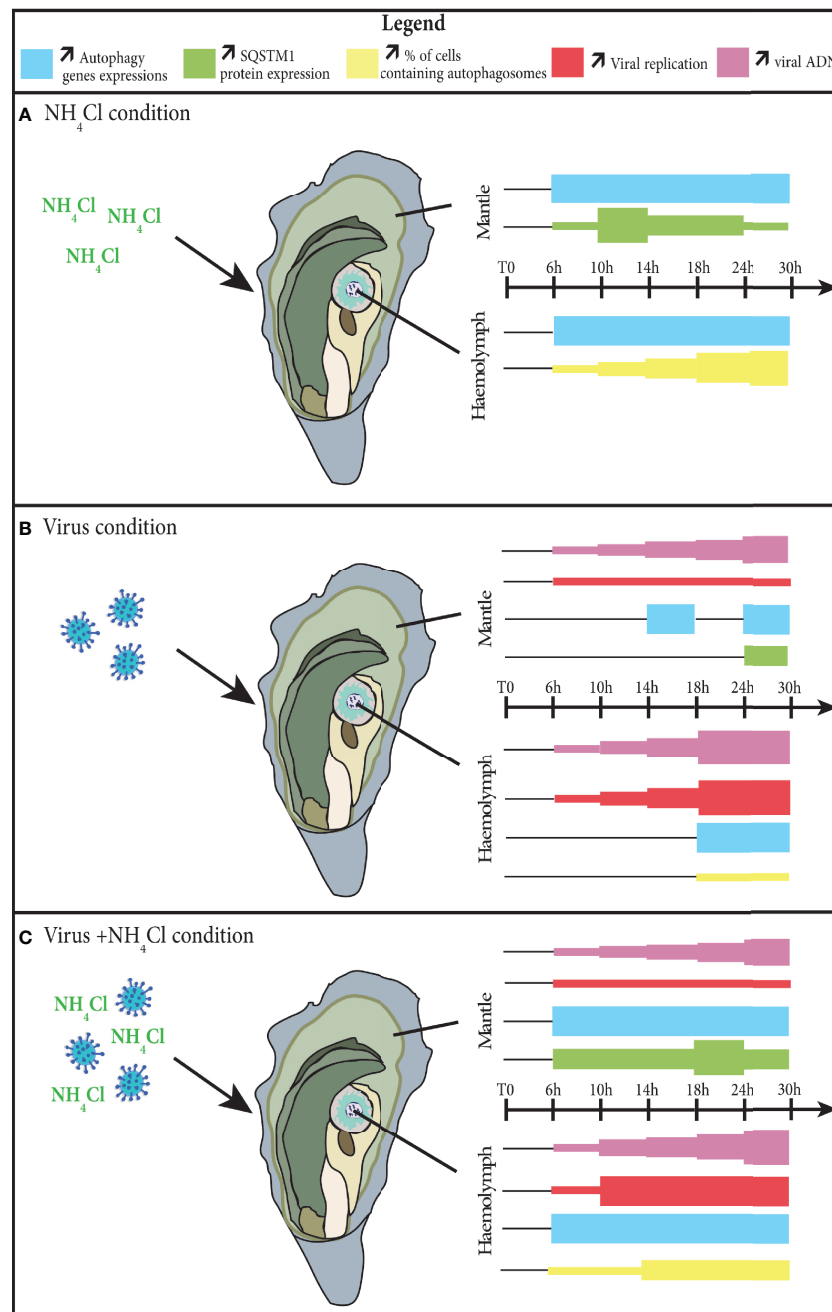 Legend
Autophagy genes expressions
SQSTM1 protein expression
% of cells containing autophagosomes
Viral replication
viral ADN
A NH4Cl condition
NH4Cl
NH4Cl
NH4Cl
Mantle
T0 6h 10h 14h 18h 24h 30h
Haemolymph
B Virus condition
Mantle
T0 6h 10h 14h 18h 24h 30h
Haemolymph
C Virus +NH4Cl condition
NH4Cl
NH4Cl
NH4Cl
Mantle
T0 6h 10h 14h 18h 24h 30h
Haemolymph